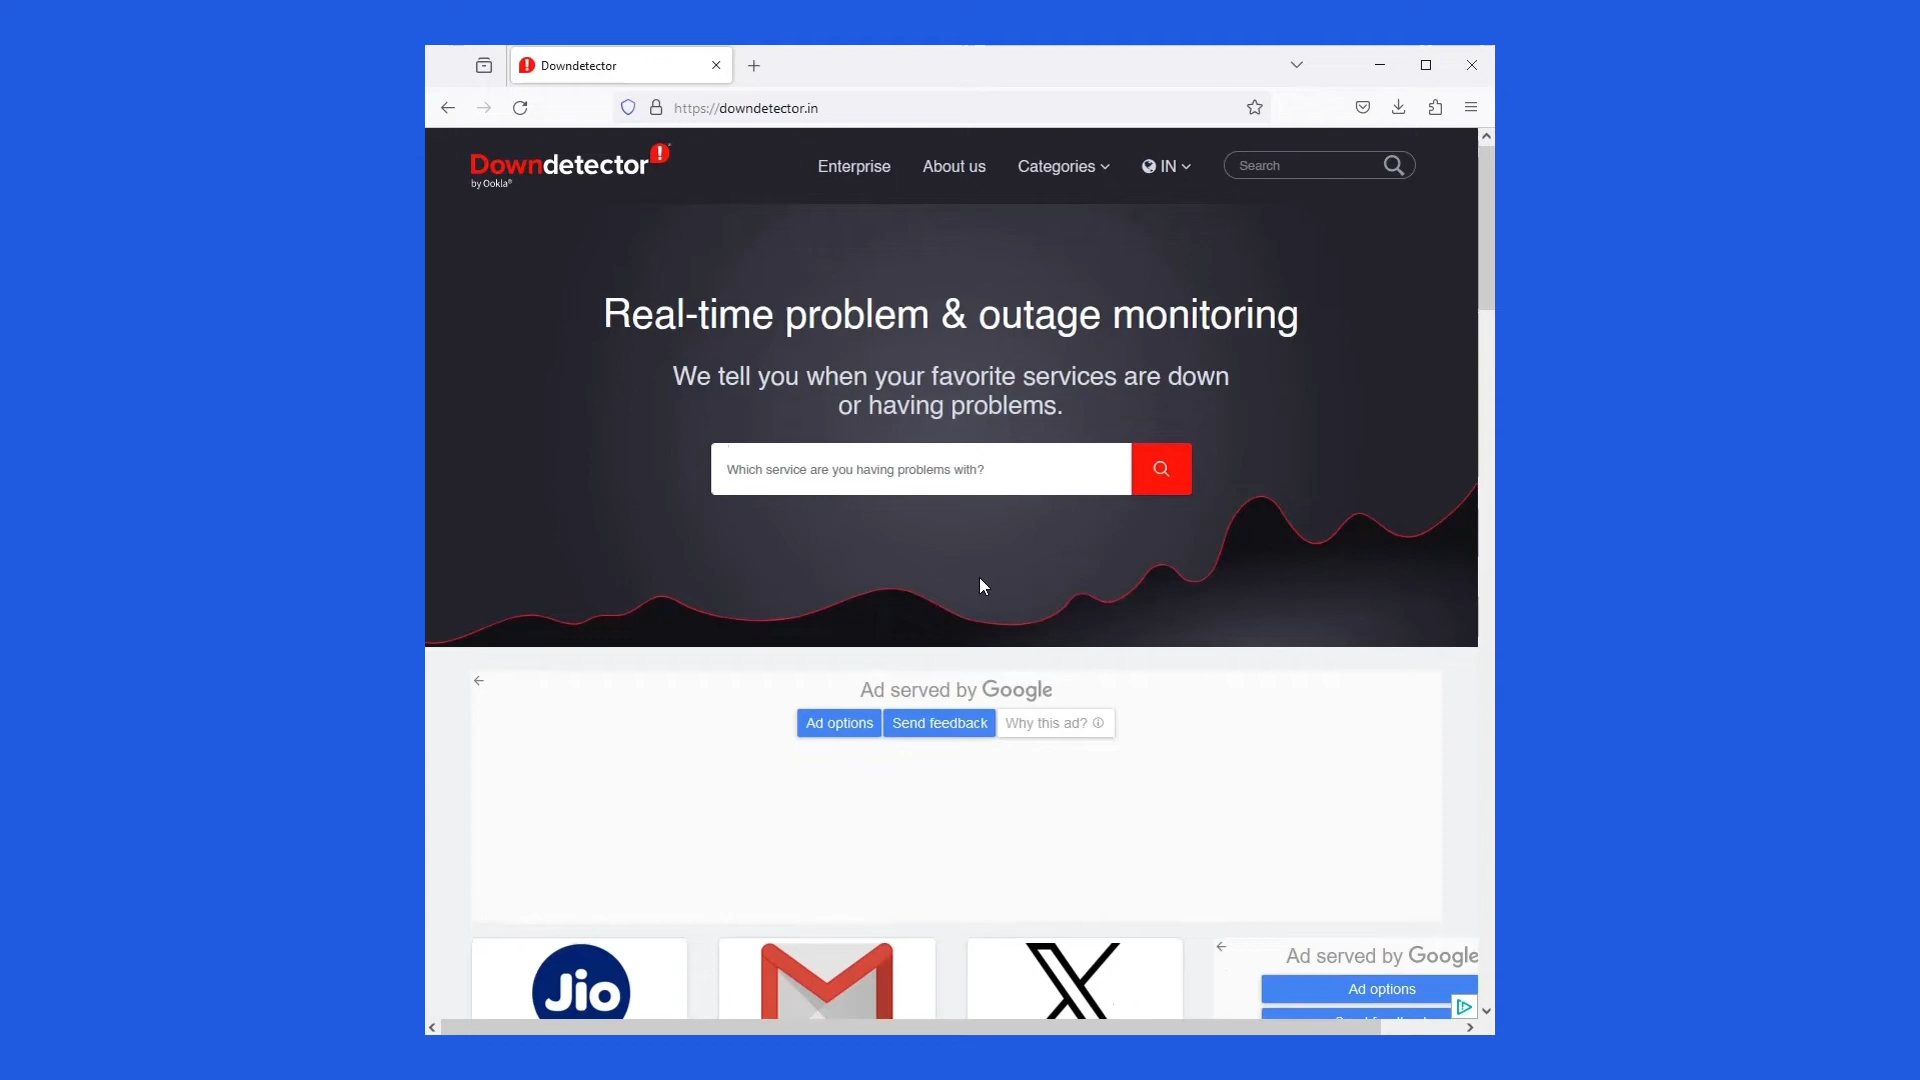 Downdetector
https://downdetector.in
Downdetector!
by Ookla®
Enterprise About us Categories IN Search
Real-time problem & outage monitoring
We tell you when your favorite services are down
or having problems.
Which service are you having problems with?
Ad served by Google
Ad options Send feedback Why this ad?
Jio
Ad served by Google
Ad options